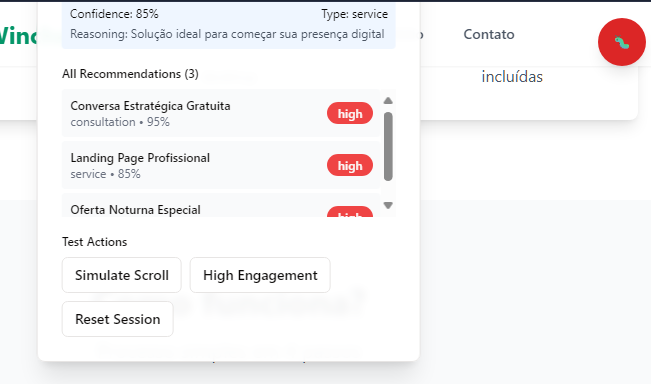 Confidence: 85%
Type: service
Reasoning: Solução ideal para começar sua presença digital
Contato
incluídas
All Recommendations (3)
Conversa Estratégica Gratuita
consultation • 95%
high
Landing Page Profissional
service • 85%
high
Oferta Noturna Especial
high
Test Actions
Simulate Scroll
High Engagement
Reset Session